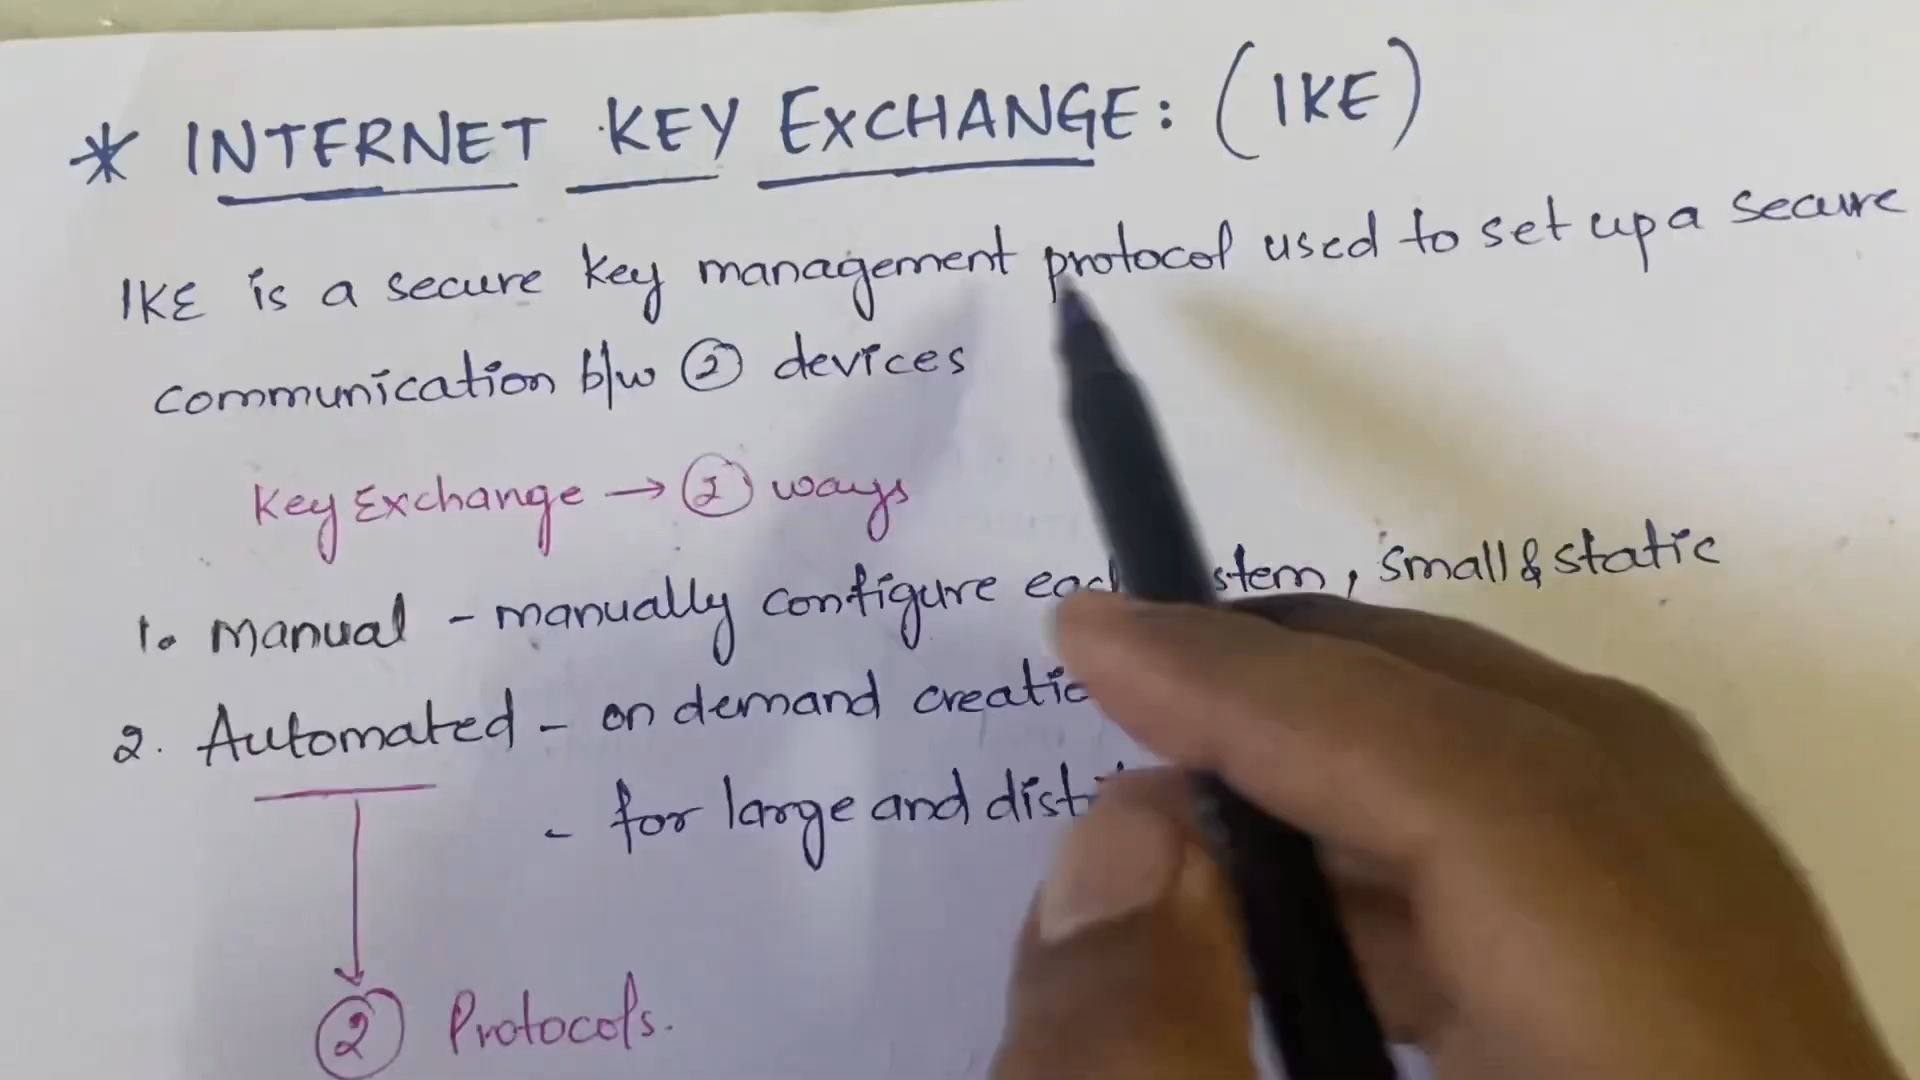 * INTERNET KEY EXCHANGE: (IKE)
IKE is a secure key management protocol used to set up a secure
communication b/w ② devices
Key Exchange → ② ways
1. Manual - manually configure each stem, small & static
2. Automated - on demand creatio
- for large and dist
② Protocols.